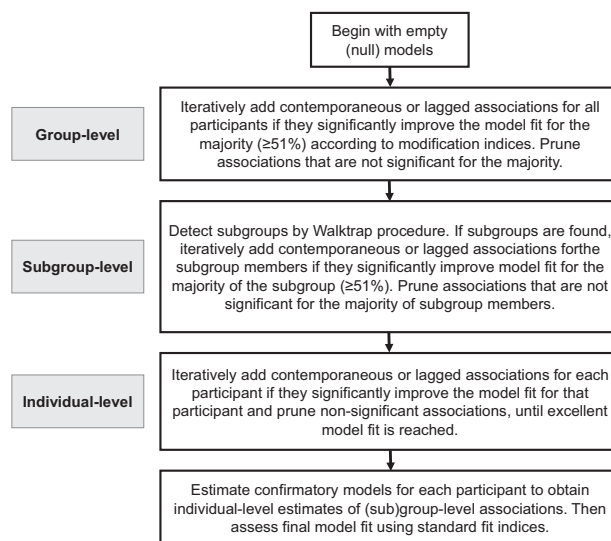 Begin with empty
(null) models
Group-level
Iteratively add contemporaneous or lagged associations for all
participants if they significantly improve the model fit for the
majority (≥51%) according to modification indices. Prune
associations that are not significant for the majority.
Subgroup-level
Detect subgroups by Walktrap procedure. If subgroups are found,
iteratively add contemporaneous or lagged associations forthe
subgroup members if they significantly improve model fit for the
majority of the subgroup (≥51%). Prune associations that are not
significant for the majority of subgroup members.
Individual-level
Iteratively add contemporaneous or lagged associations for each
participant if they significantly improve the model fit for that
participant and prune non-significant associations, until excellent
model fit is reached.
Estimate confirmatory models for each participant to obtain
individual-level estimates of (sub)group-level associations. Then
assess final model fit using standard fit indices.